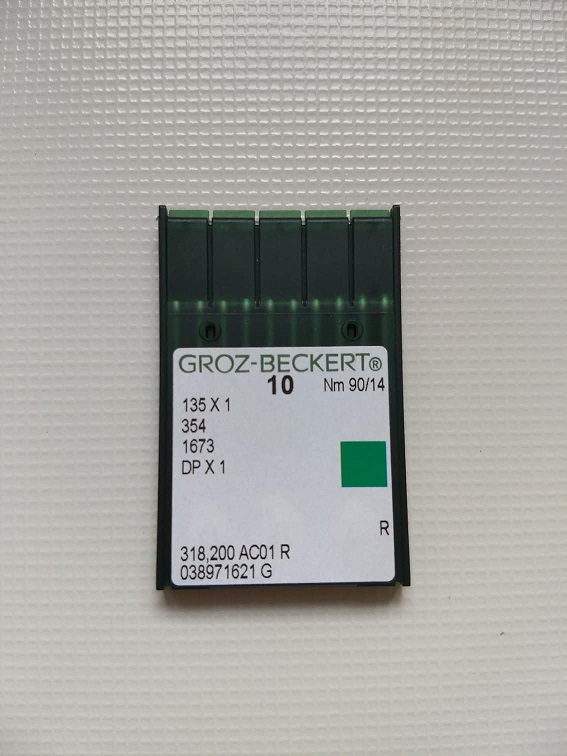 GROZ-BECKERT®
10 Nm 90/14
135 X 1
354
1673
DP X 1
R
318,200 AC01 R
038971621 G